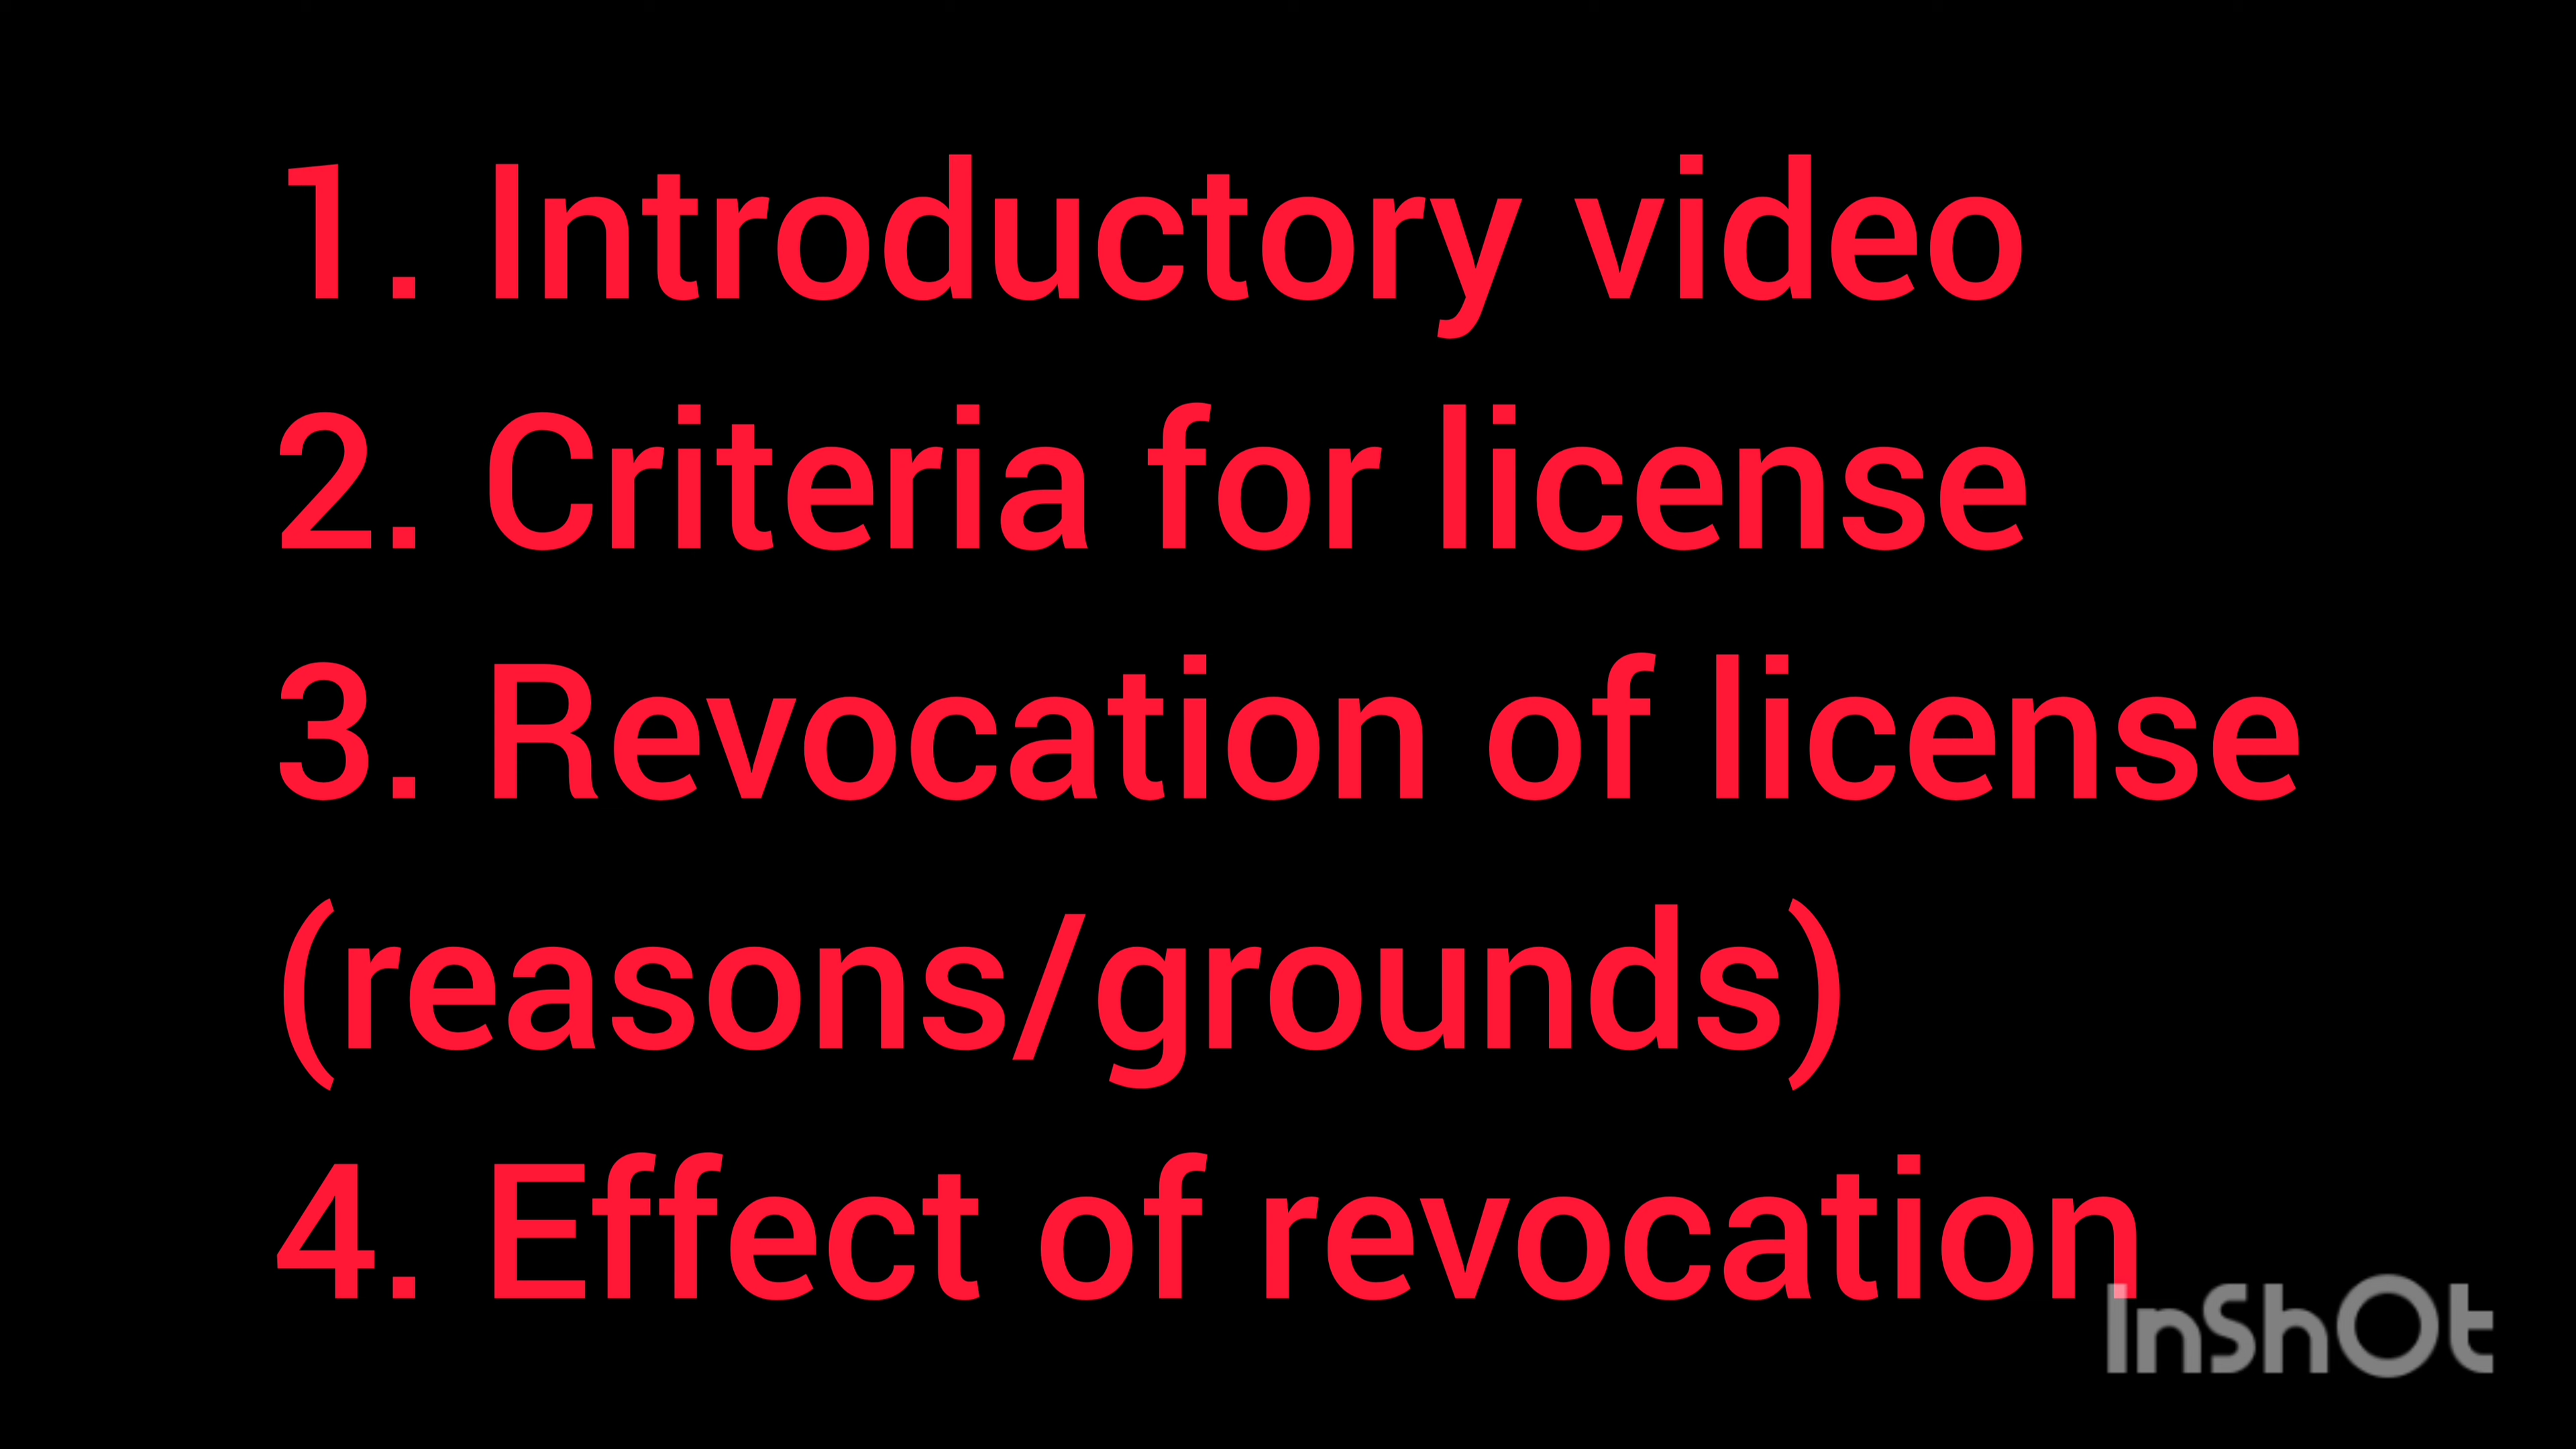 1. Introductory video
2. Criteria for license
3. Revocation of license
(reasons/grounds)
4. Effect of revocation
InShOt